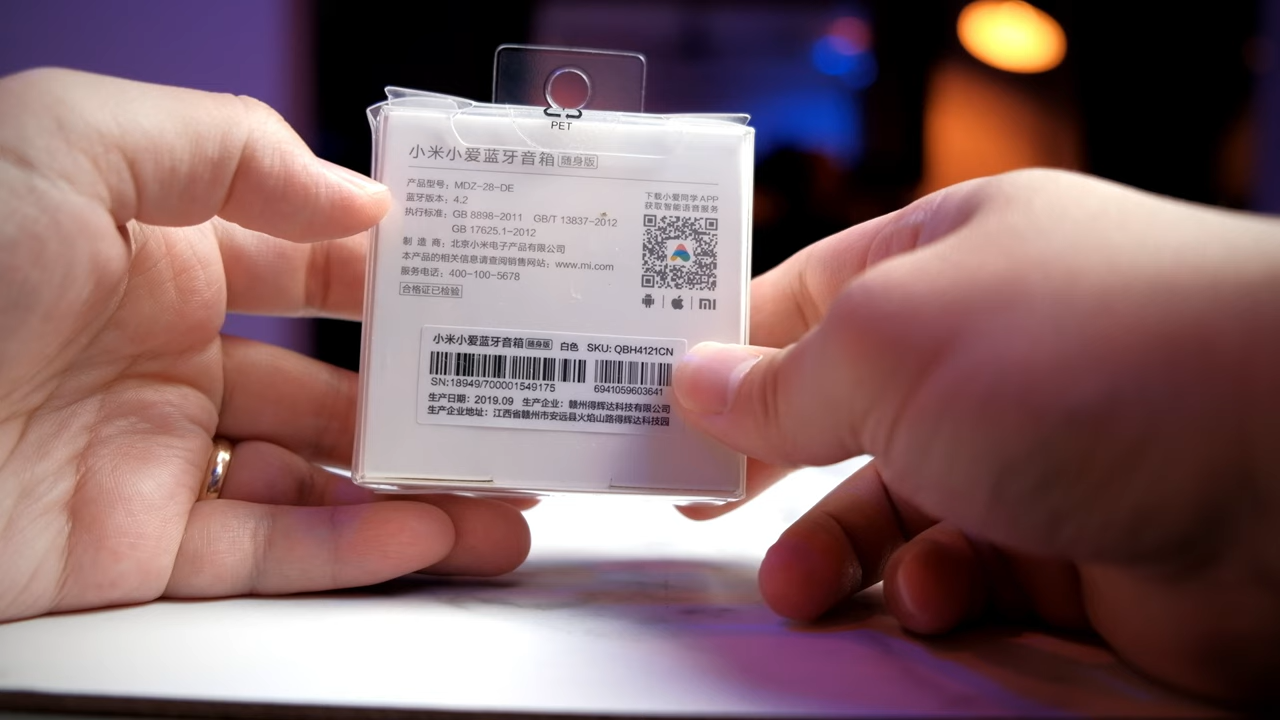 PET
小米小爱蓝牙音箱 随身版
产品型号：MDZ-28-DE
蓝牙版本：4.2
执行标准：GB 8898-2011 GB/T 13837-2012
GB 17625.1-2012
制 造 商：北京小米电子产品有限公司
本产品的相关信息请查阅销售网站：www.mi.com
服务电话：400-100-5678
合格证已检验
下载小爱同学APP
获取智能语音服务
小米小爱蓝牙音箱 随身版 白色 SKU: QBH4121CN
SN:18949/700001549175 6941059603641
生产日期：2019.09 生产企业：赣州得辉达科技有限公司
生产企业地址：江西省赣州市安远县火焰山路得辉达科技园